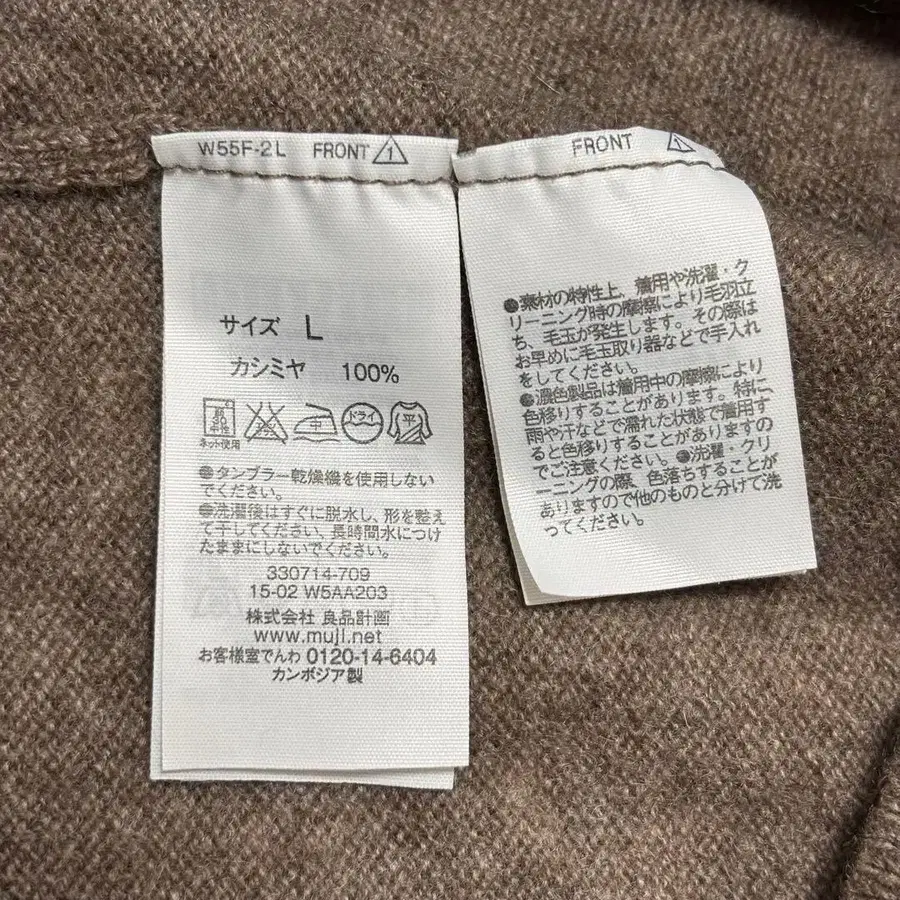 W55F-2L FRONT 1
サイズ L
カシミヤ 100%
中 ドライ 平
ネット使用
●タンブラー乾燥機を使用しない
でください。
●洗濯後はすぐに脱水し、形を整え
て干してください、長時間水につけ
たままにしないでください。
330714-709
15-02 W5AA203
株式会社 良品計画
www.muji.net
お客様室でんわ 0120-14-6404
カンボジア製
FRONT 1
●素材の特性上、着用や洗濯・ク
リーニング時の摩擦により毛羽立
ち、毛玉が発生します。その際は
お早めに毛玉取り器などで手入れ
をしてください。
●濃色製品は着用中の摩擦により
色移りすることがあります。特に、
雨や汗などで濡れた状態で着用す
ると色移りすることがありますの
でご注意ください。●洗濯・クリ
ーニングの際、色落ちすることが
ありますので他のものと分けて洗
ってください。